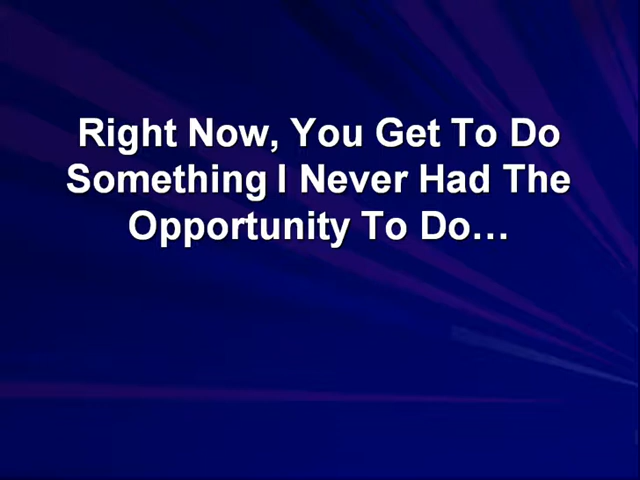 Right Now, You Get To Do
Something I Never Had The
Opportunity To Do…